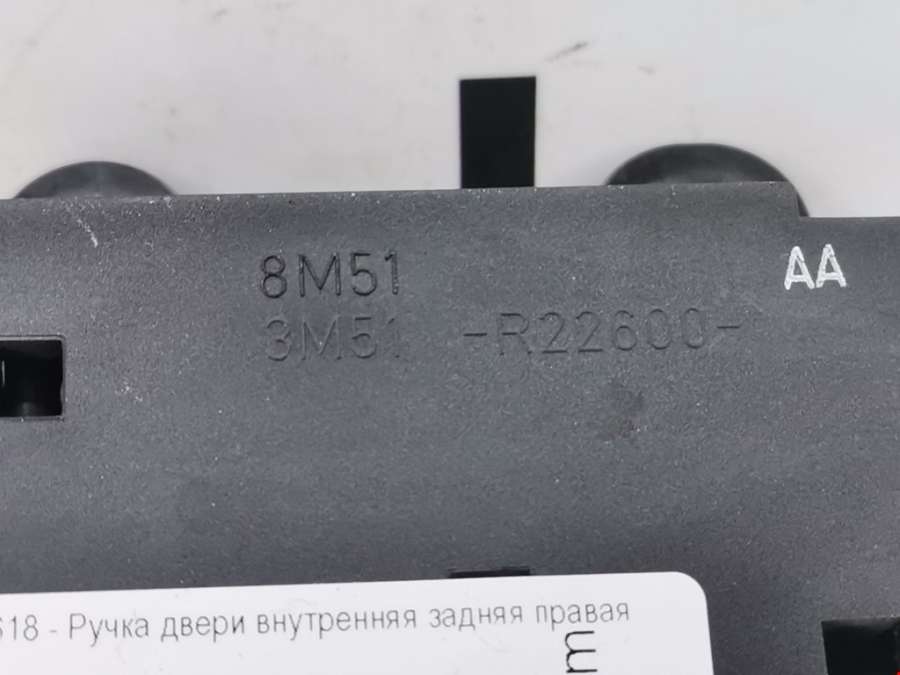 8M51
AA
3M51 -R22600-
618 - Ручка двери внутренняя задняя правая
m